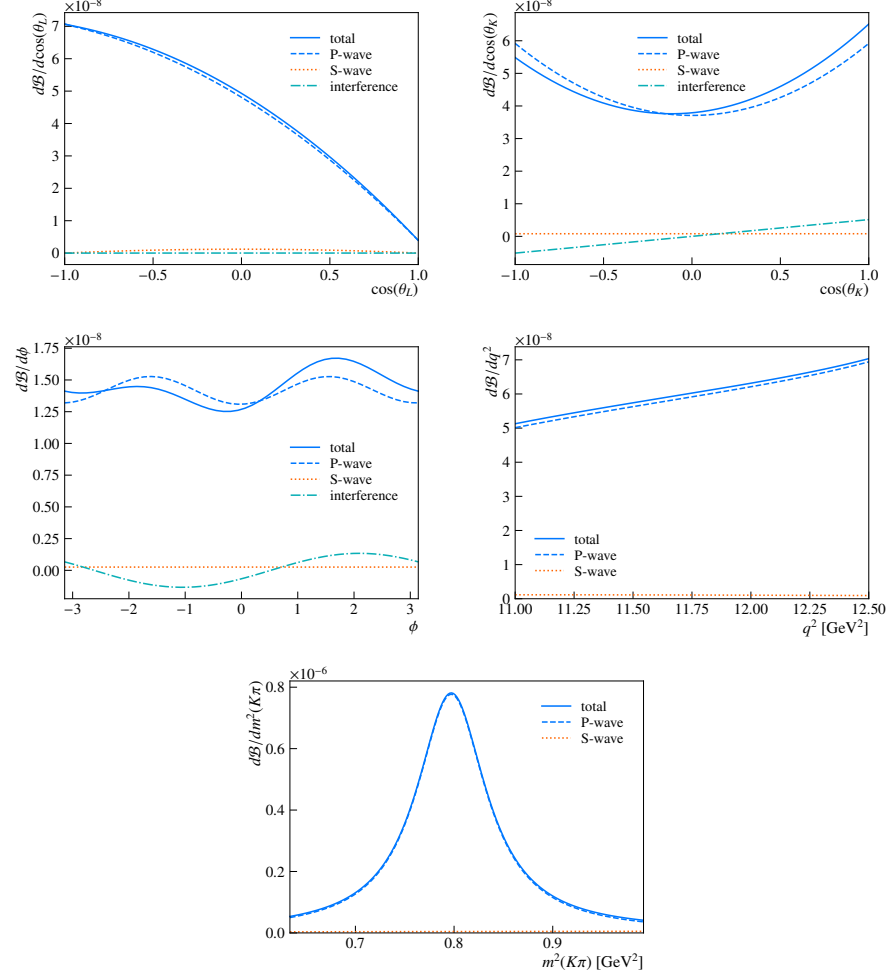 ×10⁻⁸
dℬ/dcos(θ_L)
7
6
5
4
3
2
1
0
total
P-wave
S-wave
interference
−1.0 −0.5 0.0 0.5 1.0
cos(θ_L)
×10⁻⁸
dℬ/dcos(θ_K)
8
6
4
2
0
total
P-wave
S-wave
interference
−1.0 −0.5 0.0 0.5 1.0
cos(θ_K)
×10⁻⁸
dℬ/dϕ
1.75
1.50
1.25
1.00
0.75
0.50
0.25
0.00
total
P-wave
S-wave
interference
−3 −2 −1 0 1 2 3
ϕ
×10⁻⁸
dℬ/dq²
7
6
5
4
3
2
1
0
total
P-wave
S-wave
11.00 11.25 11.50 11.75 12.00 12.25 12.50
q² [GeV²]
×10⁻⁶
dℬ/dm²(Kπ)
0.8
0.6
0.4
0.2
0.0
total
P-wave
S-wave
0.7 0.8 0.9
m²(Kπ) [GeV²]